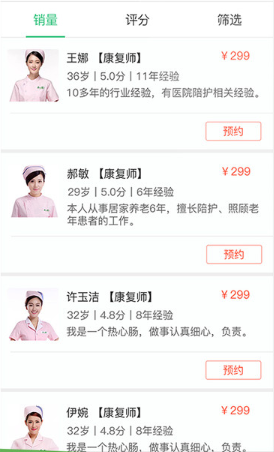 销量 评分 筛选
王娜 【康复师】 ￥299
36岁 | 5.0分 | 11年经验
10多年的行业经验，有医院陪护相关经验。
预约
郝敏 【康复师】 ￥299
29岁 | 5.0分 | 6年经验
本人从事居家养老6年，擅长陪护、照顾老
年患者的工作。
预约
许玉洁 【康复师】 ￥299
32岁 | 4.8分 | 8年经验
我是一个热心肠，做事认真细心，负责。
预约
伊婉 【康复师】 ￥299
32岁 | 4.8分 | 8年经验
我是一个热心肠，做事认真细心，负责。